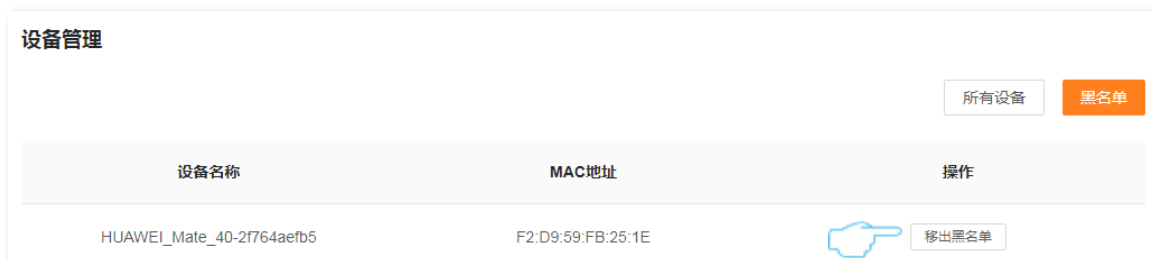 设备管理
所有设备 黑名单
设备名称 MAC地址 操作
HUAWEI_Mate_40-2f764aefb5 F2:D9:59:FB:25:1E 移出黑名单